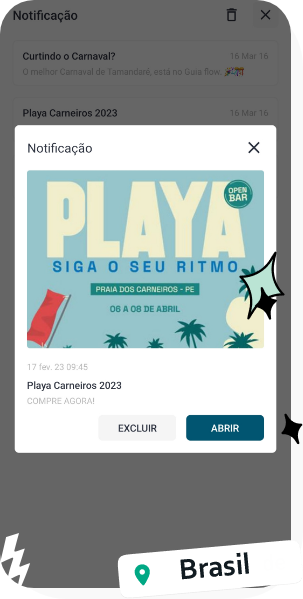 Notificação
Curtindo o Carnaval? 16 Mar 16
O melhor Carnaval de Tamandaré, está no Guia flow.
Playa Carneiros 2023 16 Mar 16
Notificação
PLAYA
OPEN
BAR
SIGA O SEU RITMO
PRAIA DOS CARNEIROS - PE
06 A 08 DE ABRIL
17 fev. 23 09:45
Playa Carneiros 2023
COMPRE AGORA!
EXCLUIR ABRIR
Brasil